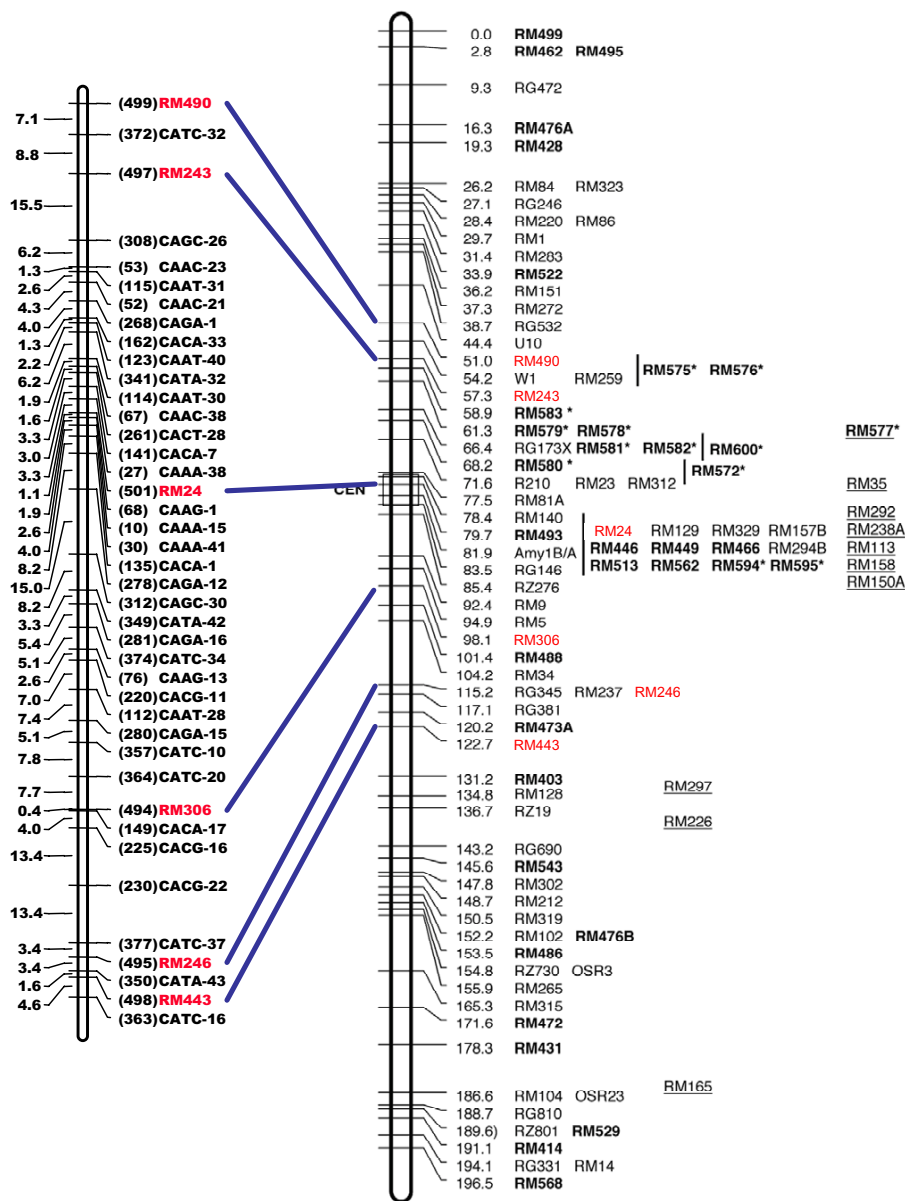 7.1
8.8
15.5
6.2
1.3
2.6
4.3
4.0
1.3
2.2
6.2
1.9
1.6
3.3
3.0
3.3
1.1
1.9
2.6
4.0
8.2
15.0
8.2
3.3
5.4
5.1
2.6
7.0
7.4
5.1
7.8
7.7
0.4
4.0
13.4
13.4
3.4
3.4
1.6
4.6
(499)RM490
(372)CATC-32
(497)RM243
(308)CAGC-26
(53) CAAC-23
(115)CAAT-31
(52) CAAC-21
(268)CAGA-1
(162)CACA-33
(123)CAAT-40
(341)CATA-32
(114)CAAT-30
(67) CAAC-38
(261)CACT-28
(141)CACA-7
(27) CAAA-38
(501)RM24
(68) CAAG-1
(10) CAAA-15
(30) CAAA-41
(135)CACA-1
(278)CAGA-12
(312)CAGC-30
(349)CATA-42
(281)CAGA-16
(374)CATC-34
(76) CAAG-13
(220)CACG-11
(112)CAAT-28
(280)CAGA-15
(357)CATC-10
(364)CATC-20
(494)RM306
(149)CACA-17
(225)CACG-16
(230)CACG-22
(377)CATC-37
(495)RM246
(350)CATA-43
(498)RM443
(363)CATC-16
CEN
0.0 RM499
2.8 RM462 RM495
9.3 RG472
16.3 RM476A
19.3 RM428
26.2 RM84 RM323
27.1 RG246
28.4 RM220 RM86
29.7 RM1
31.4 RM283
33.9 RM522
36.2 RM151
37.3 RM272
38.7 RG532
44.4 U10
51.0 RM490
54.2 W1 RM259 RM575* RM576*
57.3 RM243
58.9 RM583 *
61.3 RM579* RM578* RM577*
66.4 RG173X RM581* RM582* RM600*
68.2 RM580 * RM572*
71.6 R210 RM23 RM312 RM35
77.5 RM81A
78.4 RM140 RM292
79.7 RM493 RM24 RM129 RM329 RM157B RM238A
81.9 Amy1B/A RM446 RM449 RM466 RM294B RM113
83.5 RG146 RM513 RM562 RM594* RM595* RM158
85.4 RZ276 RM150A
92.4 RM9
94.9 RM5
98.1 RM306
101.4 RM488
104.2 RM34
115.2 RG345 RM237 RM246
117.1 RG381
120.2 RM473A
122.7 RM443
131.2 RM403
RM297
134.8 RM128
136.7 RZ19
RM226
143.2 RG690
145.6 RM543
147.8 RM302
148.7 RM212
150.5 RM319
152.2 RM102 RM476B
153.5 RM486
154.8 RZ730 OSR3
155.9 RM265
165.3 RM315
171.6 RM472
178.3 RM431
RM165
186.6 RM104 OSR23
188.7 RG810
189.6) RZ801 RM529
191.1 RM414
194.1 RG331 RM14
196.5 RM568